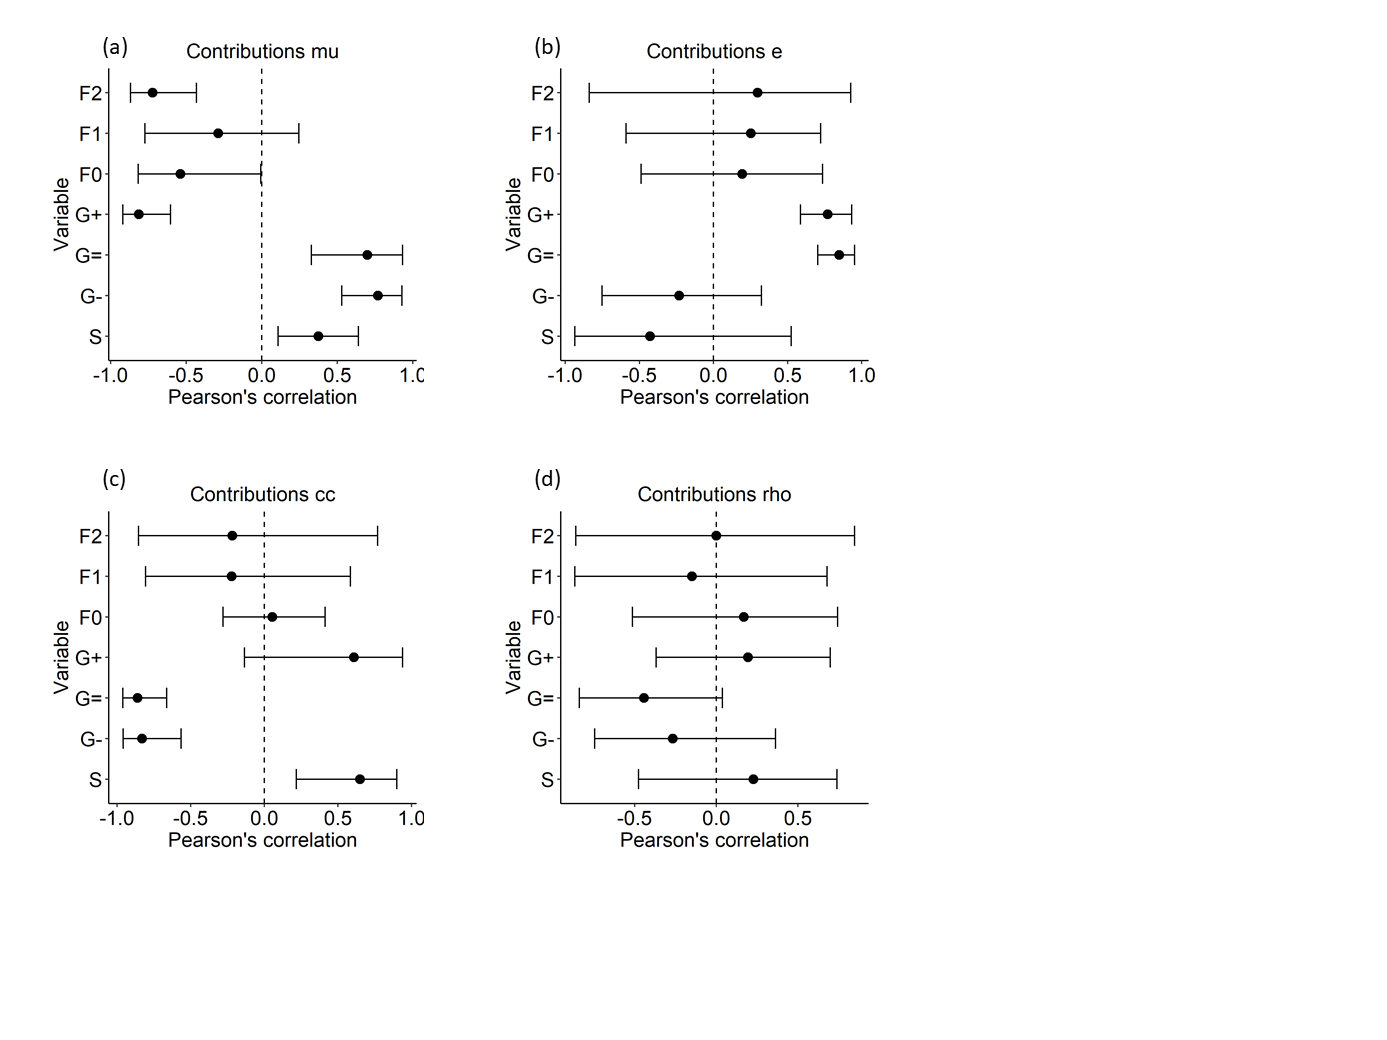 (a)
Contributions mu
Variable
F2
F1
F0
G+
G=
G-
S
-1.0 -0.5 0.0 0.5 1.0
Pearson's correlation
(b)
Contributions e
Variable
F2
F1
F0
G+
G=
G-
S
-1.0 -0.5 0.0 0.5 1.0
Pearson's correlation
(c)
Contributions cc
Variable
F2
F1
F0
G+
G=
G-
S
-1.0 -0.5 0.0 0.5 1.0
Pearson's correlation
(d)
Contributions rho
Variable
F2
F1
F0
G+
G=
G-
S
-0.5 0.0 0.5
Pearson's correlation